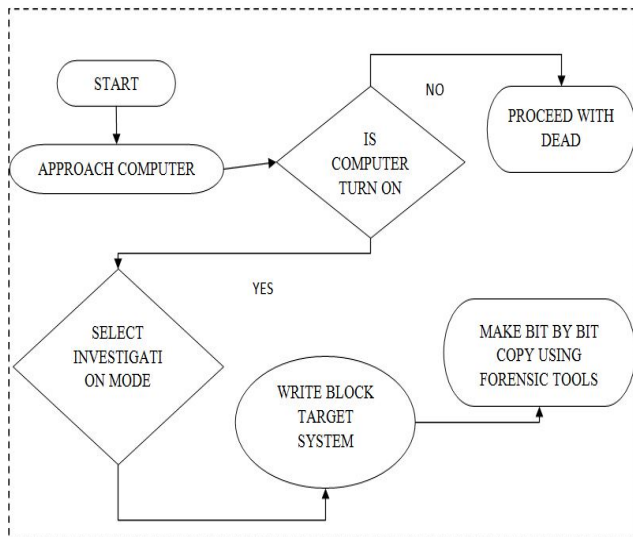 START
APPROACH COMPUTER
IS
COMPUTER
TURN ON
NO
PROCEED WITH
DEAD
YES
SELECT
INVESTIGATI
ON MODE
WRITE BLOCK
TARGET
SYSTEM
MAKE BIT BY BIT
COPY USING
FORENSIC TOOLS